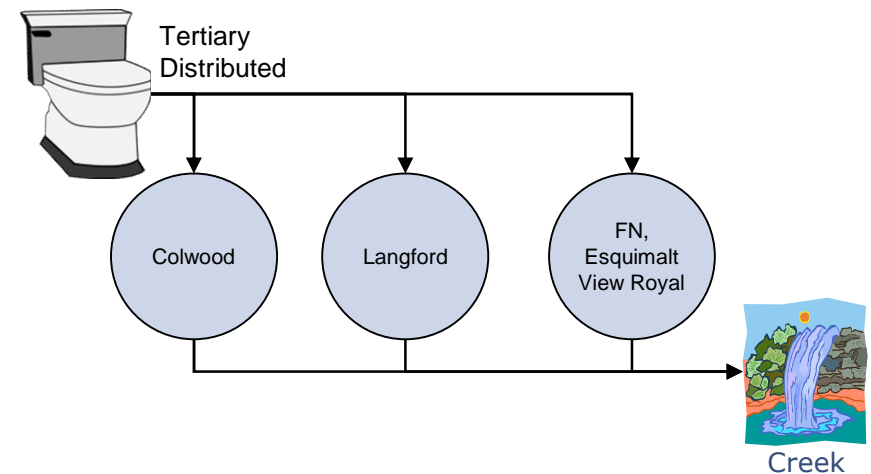 Tertiary
Distributed
Colwood
Langford
FN,
Esquimalt
View Royal
Creek